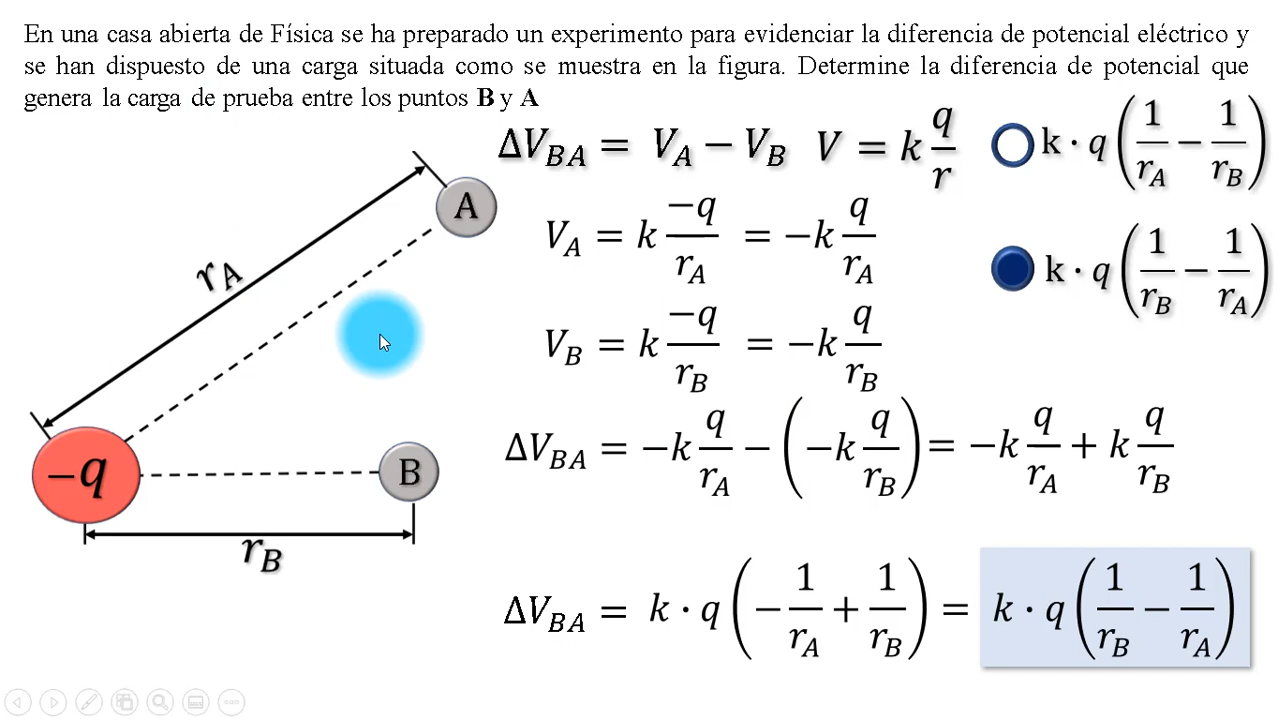 En una casa abierta de Física se ha preparado un experimento para evidenciar la diferencia de potencial eléctrico y
se han dispuesto de una carga situada como se muestra en la figura. Determine la diferencia de potencial que
genera la carga de prueba entre los puntos B y A
ΔV_BA = V_A − V_B   V = k q/r
k · q (1/r_A − 1/r_B)
V_A = k −q/r_A = −k q/r_A
k · q (1/r_B − 1/r_A)
V_B = k −q/r_B = −k q/r_B
ΔV_BA = −k q/r_A − (−k q/r_B) = −k q/r_A + k q/r_B
ΔV_BA = k · q (−1/r_A + 1/r_B) = k · q (1/r_B − 1/r_A)
A
r_A
−q
B
r_B